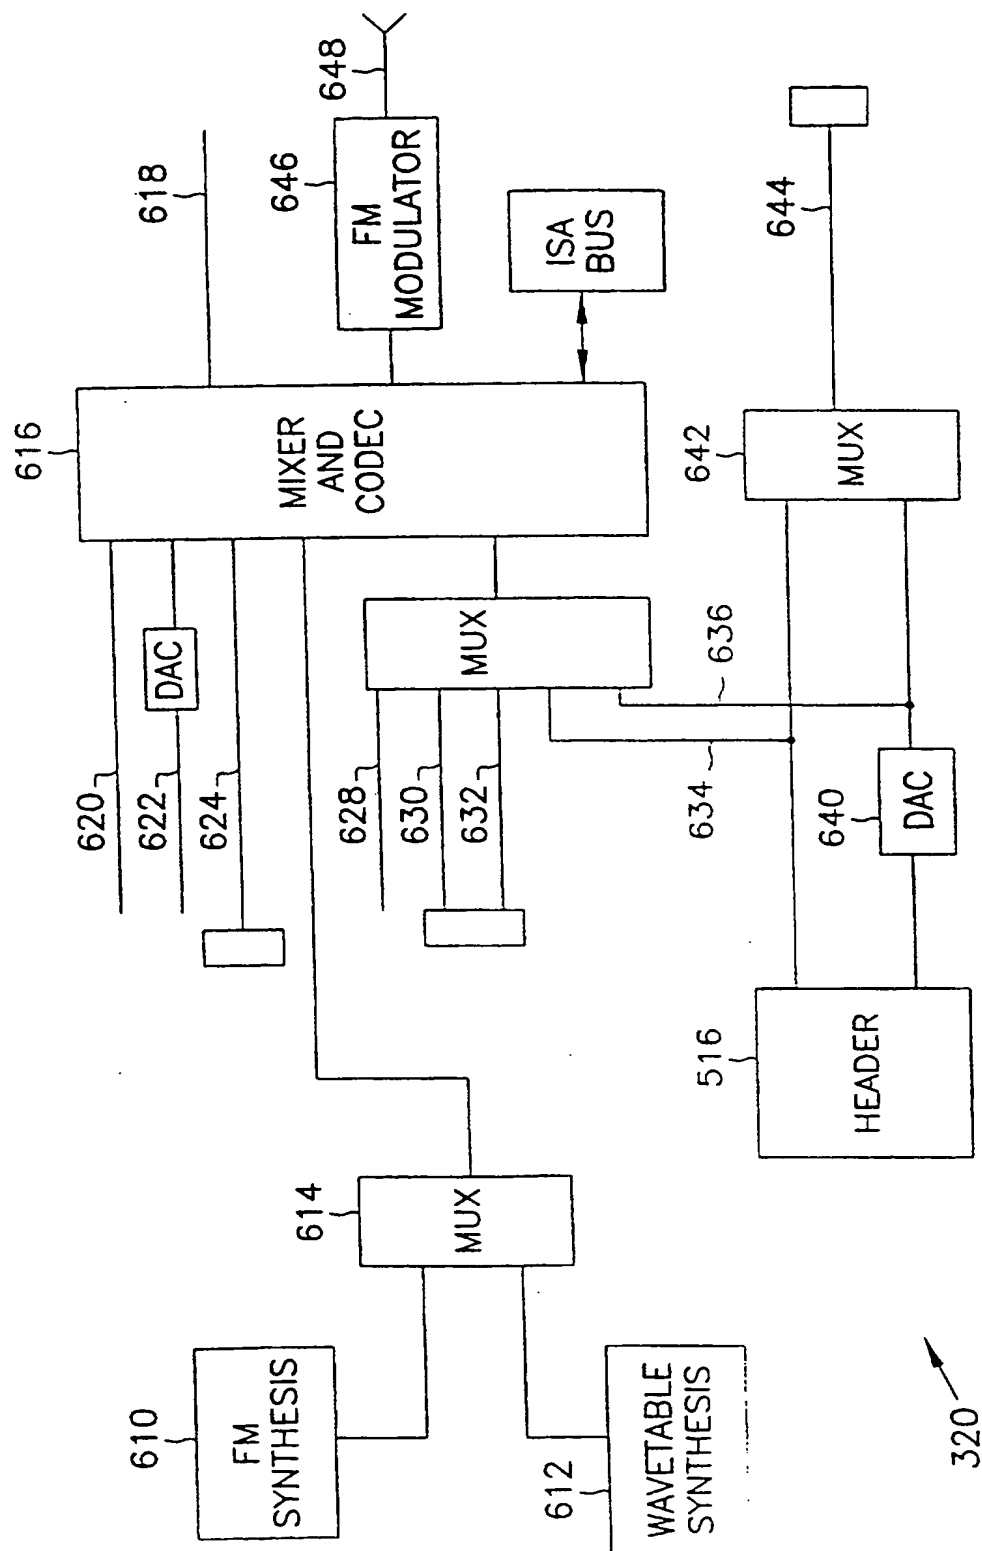 616
620
622
624
DAC
MIXER
AND
CODEC
618
646
FM
MODULATOR
648
ISA
BUS
628
630
632
MUX
634
636
610
FM
SYNTHESIS
612
WAVETABLE
SYNTHESIS
614
MUX
516
HEADER
640
DAC
642
MUX
644
320